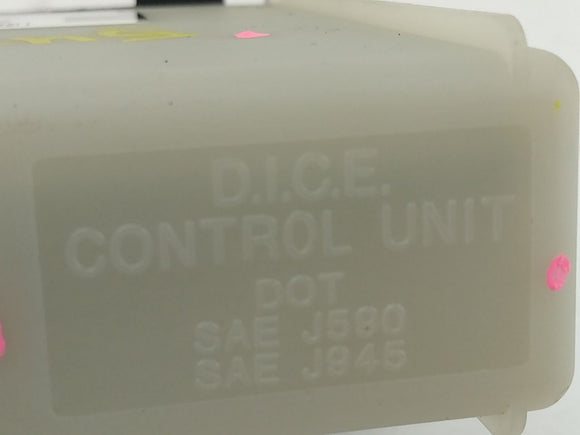 D.I.C.E.
CONTROL UNIT
DOT
SAE J590
SAE J945